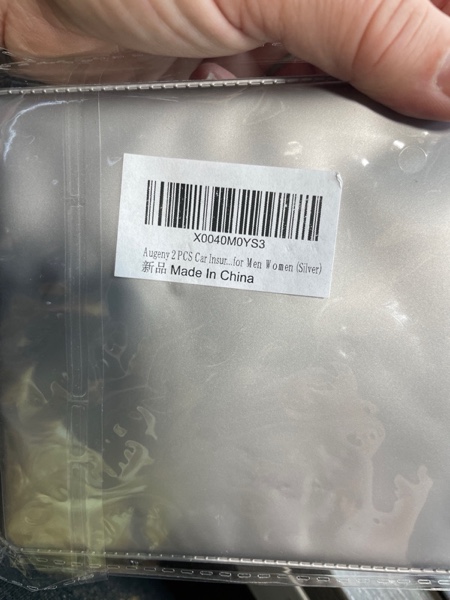 X0040M0YS3
Augeny 2 PCS Car Insur...for Men Women (Silver)
新品 Made In China